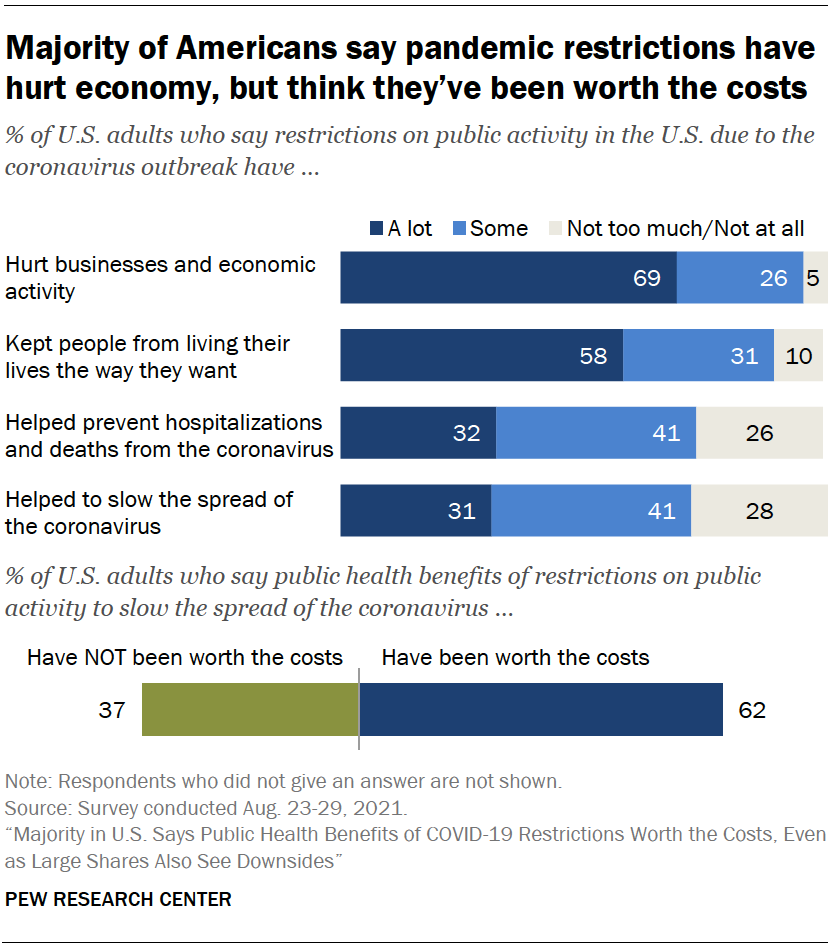 Majority of Americans say pandemic restrictions have
hurt economy, but think they’ve been worth the costs
% of U.S. adults who say restrictions on public activity in the U.S. due to the
coronavirus outbreak have ...
A lot Some Not too much/Not at all
Hurt businesses and economic
activity
69 26 5
Kept people from living their
lives the way they want
58 31 10
Helped prevent hospitalizations
and deaths from the coronavirus
32 41 26
Helped to slow the spread of
the coronavirus
31 41 28
% of U.S. adults who say public health benefits of restrictions on public
activity to slow the spread of the coronavirus ...
Have NOT been worth the costs Have been worth the costs
37 62
Note: Respondents who did not give an answer are not shown.
Source: Survey conducted Aug. 23-29, 2021.
“Majority in U.S. Says Public Health Benefits of COVID-19 Restrictions Worth the Costs, Even
as Large Shares Also See Downsides”
PEW RESEARCH CENTER